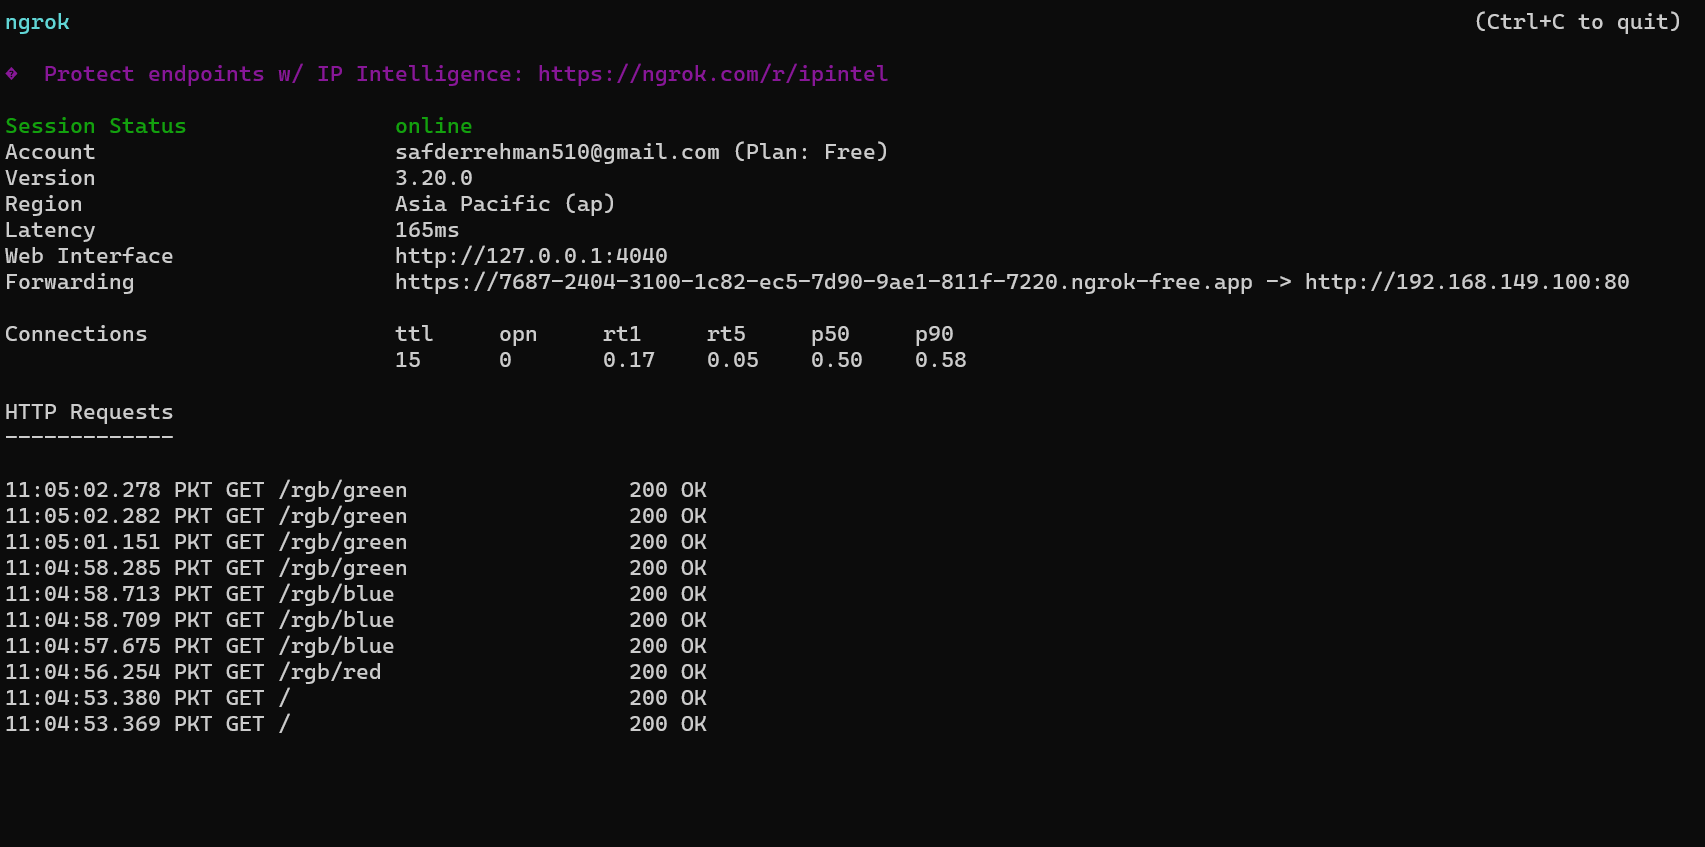 ngrok (Ctrl+C to quit)
� Protect endpoints w/ IP Intelligence: https://ngrok.com/r/ipintel
Session Status online
Account safderrehman510@gmail.com (Plan: Free)
Version 3.20.0
Region Asia Pacific (ap)
Latency 165ms
Web Interface http://127.0.0.1:4040
Forwarding https://7687-2404-3100-1c82-ec5-7d90-9ae1-811f-7220.ngrok-free.app -> http://192.168.149.100:80
Connections ttl opn rt1 rt5 p50 p90
15 0 0.17 0.05 0.50 0.58
HTTP Requests
-------------
11:05:02.278 PKT GET /rgb/green 200 OK
11:05:02.282 PKT GET /rgb/green 200 OK
11:05:01.151 PKT GET /rgb/green 200 OK
11:04:58.285 PKT GET /rgb/green 200 OK
11:04:58.713 PKT GET /rgb/blue 200 OK
11:04:58.709 PKT GET /rgb/blue 200 OK
11:04:57.675 PKT GET /rgb/blue 200 OK
11:04:56.254 PKT GET /rgb/red 200 OK
11:04:53.380 PKT GET / 200 OK
11:04:53.369 PKT GET / 200 OK